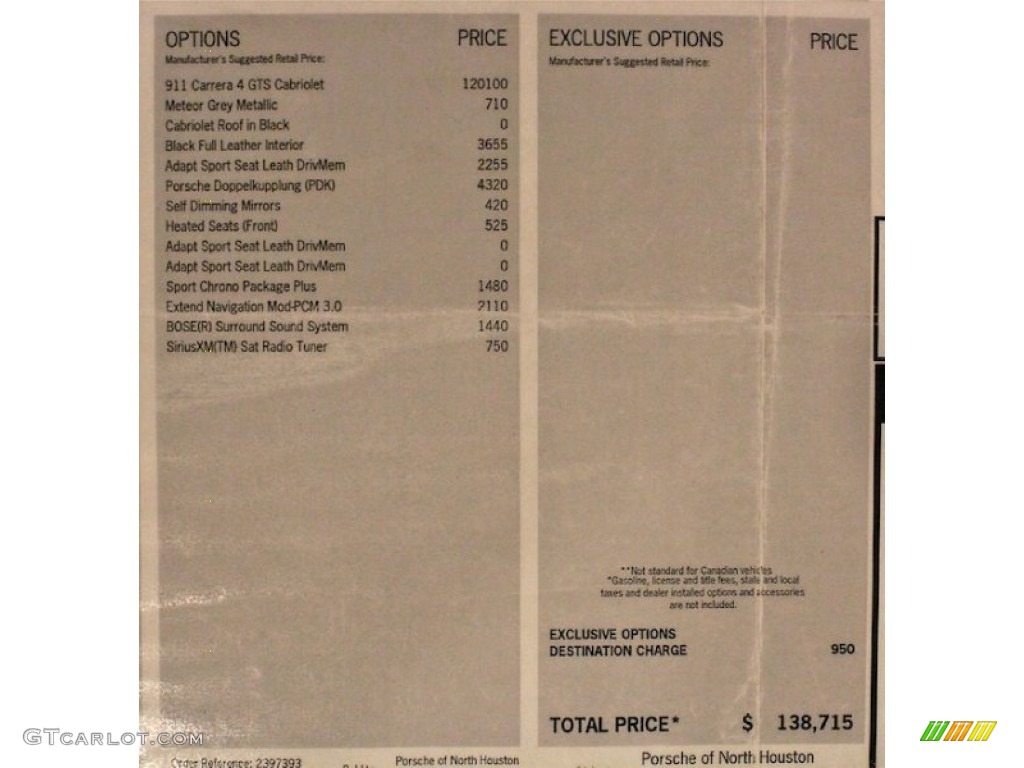 OPTIONS PRICE
Manufacturer's Suggested Retail Price:
911 Carrera 4 GTS Cabriolet 120100
Meteor Grey Metallic 710
Cabriolet Roof in Black 0
Black Full Leather Interior 3655
Adapt Sport Seat Leath DrivMem 2255
Porsche Doppelkupplung (PDK) 4320
Self Dimming Mirrors 420
Heated Seats (Front) 525
Adapt Sport Seat Leath DrivMem 0
Adapt Sport Seat Leath DrivMem 0
Sport Chrono Package Plus 1480
Extend Navigation Mod-PCM 3.0 2110
BOSE(R) Surround Sound System 1440
SiriusXM(TM) Sat Radio Tuner 750
EXCLUSIVE OPTIONS PRICE
Manufacturer's Suggested Retail Price:
**Not standard for Canadian vehicles
*Gasoline, license and title fees, state and local
taxes and dealer installed options and accessories
are not included.
EXCLUSIVE OPTIONS
DESTINATION CHARGE 950
TOTAL PRICE* $ 138,715
Order Reference: 2397393
Porsche of North Houston
Porsche of North Houston
GTCARLOT.COM